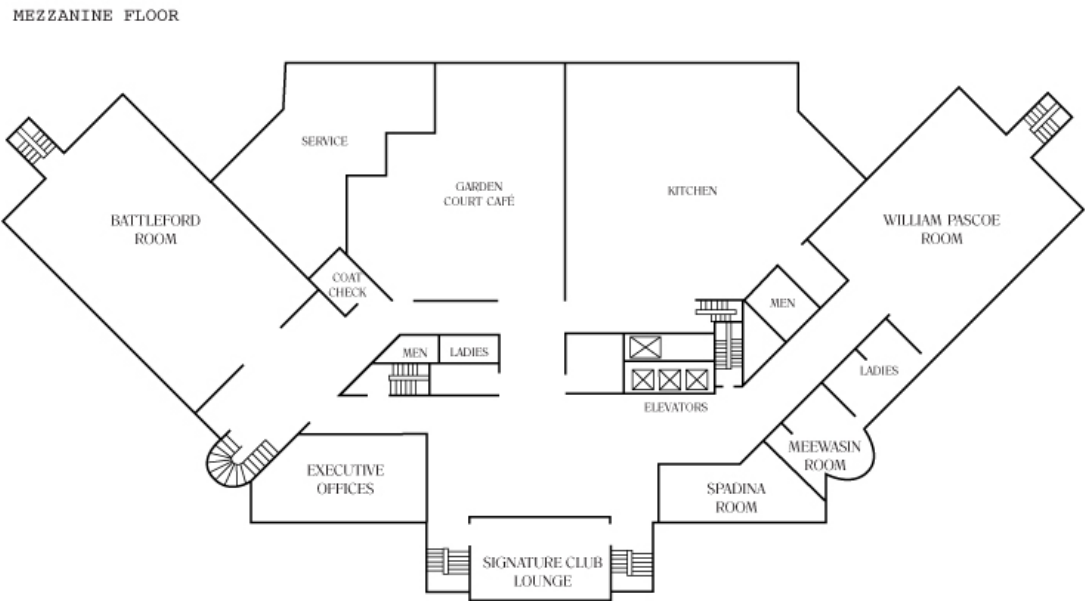 MEZZANINE FLOOR
SERVICE
GARDEN
COURT CAFÉ
KITCHEN
BATTLEFORD
ROOM
WILLIAM PASCOE
ROOM
COAT
CHECK
MEN
MEN
LADIES
LADIES
ELEVATORS
EXECUTIVE
OFFICES
MEEWASIN
ROOM
SPADINA
ROOM
SIGNATURE CLUB
LOUNGE